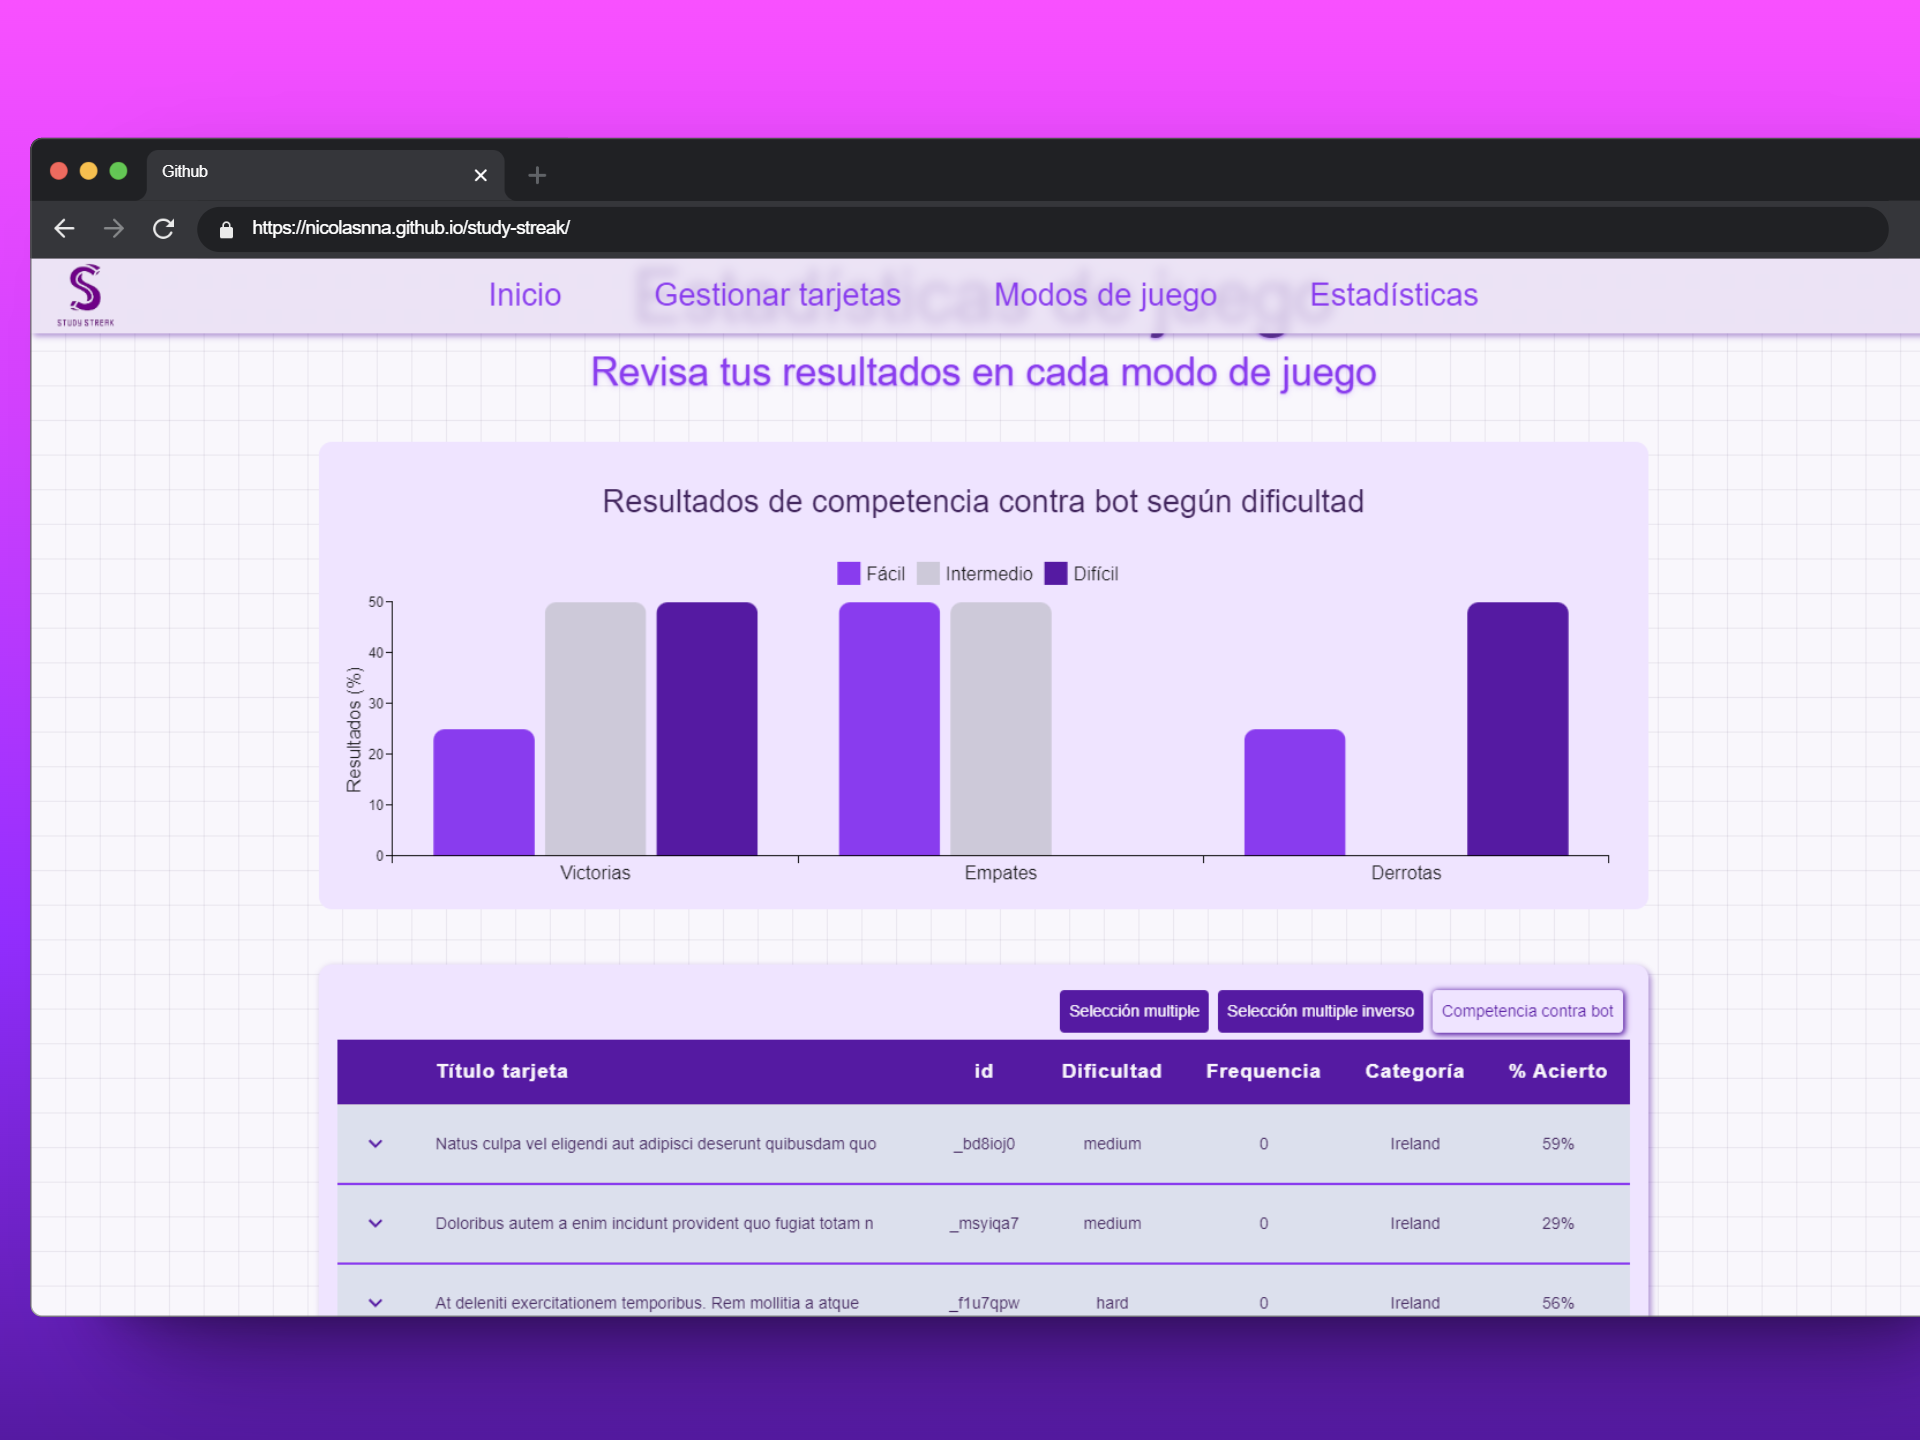 Github
https://nicolasnna.github.io/study-streak/
STUDY STREAK
Inicio Gestionar tarjetas Modos de juego Estadísticas
Estadísticas de juego
Revisa tus resultados en cada modo de juego
Resultados de competencia contra bot según dificultad
Fácil Intermedio Difícil
Resultados (%)
50
40
30
20
10
0
Victorias Empates Derrotas
Selección multiple Selección multiple inverso Competencia contra bot
Título tarjeta id Dificultad Frequencia Categoría % Acierto
Natus culpa vel eligendi aut adipisci deserunt quibusdam quo _bd8ioj0 medium 0 Ireland 59%
Doloribus autem a enim incidunt provident quo fugiat totam n _msyiqa7 medium 0 Ireland 29%
At deleniti exercitationem temporibus. Rem mollitia a atque _f1u7qpw hard 0 Ireland 56%